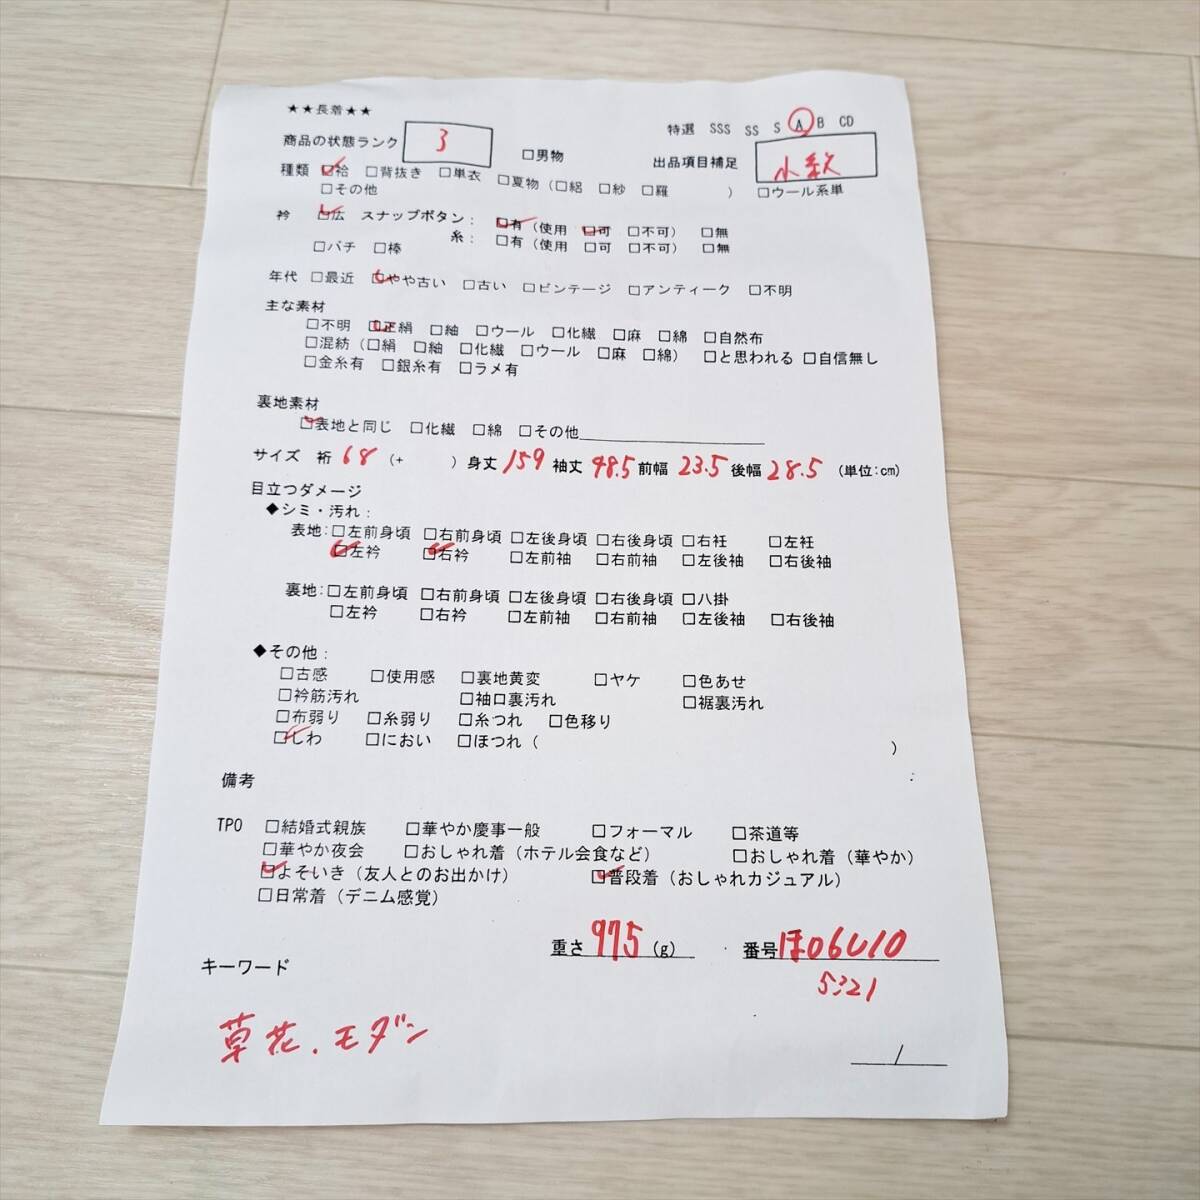 ★★長着★★
特選 SSS SS S A B CD
商品の状態ランク 3 □男物 出品項目補足 小紋
種類 □袷 □背抜き □単衣 □夏物（□絽 □紗 □羅 ） □ウール系単
□その他
衿 □広 スナップボタン： □有（使用 □可 □不可） □無
糸： □有（使用 □可 □不可） □無
□バチ □棒
年代 □最近 □やや古い □古い □ビンテージ □アンティーク □不明
主な素材
□不明 □正絹 □紬 □ウール □化繊 □麻 □綿 □自然布
□混紡（□絹 □紬 □化繊 □ウール □麻 □綿） □と思われる □自信無し
□金糸有 □銀糸有 □ラメ有
裏地素材
□表地と同じ □化繊 □綿 □その他
サイズ 裄 68 (+ ) 身丈 159 袖丈 48.5 前幅 23.5 後幅 28.5 (単位:cm)
目立つダメージ
◆シミ・汚れ：
表地：□左前身頃 □右前身頃 □左後身頃 □右後身頃 □右衽 □左衽
□左衿 □右衿 □左前袖 □右前袖 □左後袖 □右後袖
裏地：□左前身頃 □右前身頃 □左後身頃 □右後身頃 □八掛
□左衿 □右衿 □左前袖 □右前袖 □左後袖 □右後袖
◆その他：
□古感 □使用感 □裏地黄変 □ヤケ □色あせ
□衿筋汚れ □袖口裏汚れ □裾裏汚れ
□布弱り □糸弱り □糸つれ □色移り
□しわ □におい □ほつれ（ ）
備考
TPO □結婚式親族 □華やか慶事一般 □フォーマル □茶道等
□華やか夜会 □おしゃれ着（ホテル会食など） □おしゃれ着（華やか）
□よそいき（友人とのお出かけ） □普段着（おしゃれカジュアル）
□日常着（デニム感覚）
重さ 975 (g) 番号 ほ06U10
5321
キーワード
草花、モダン
1